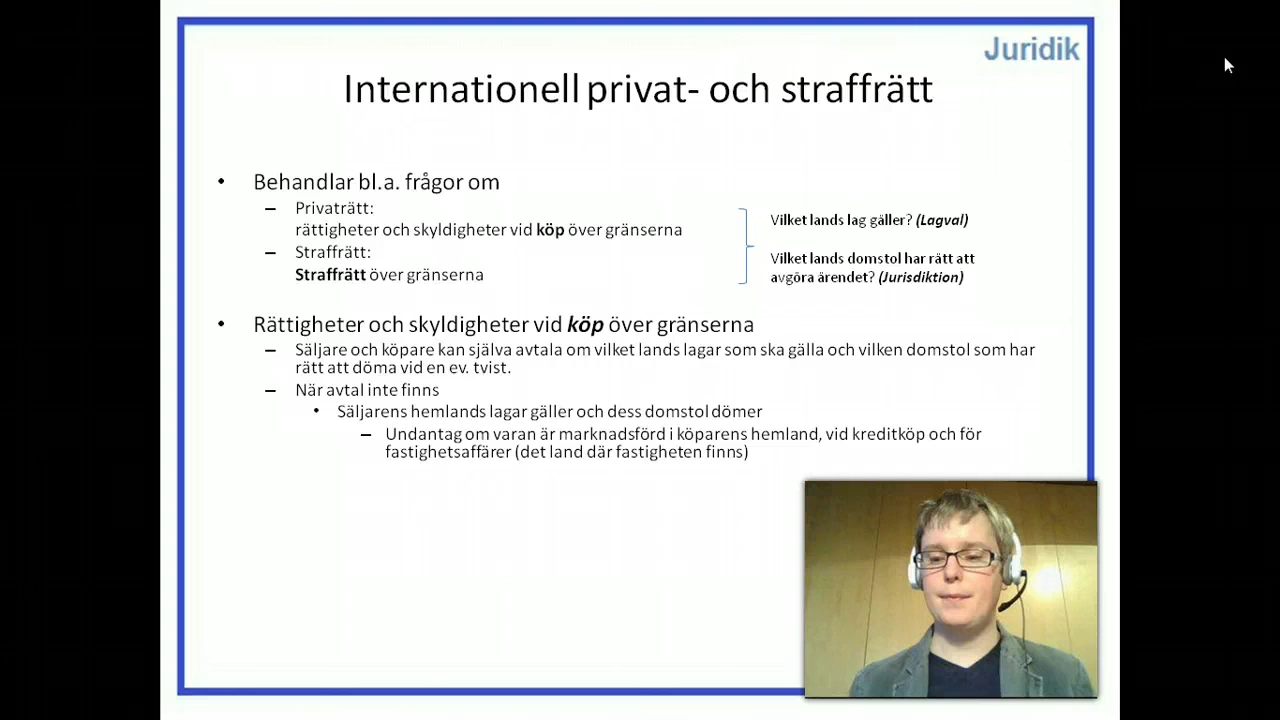 Juridik
Internationell privat- och straffrätt
• Behandlar bl.a. frågor om
– Privaträtt:
rättigheter och skyldigheter vid köp över gränserna
– Straffrätt:
Straffrätt över gränserna
Vilket lands lag gäller? (Lagval)
Vilket lands domstol har rätt att
avgöra ärendet? (Jurisdiktion)
• Rättigheter och skyldigheter vid köp över gränserna
– Säljare och köpare kan själva avtala om vilket lands lagar som ska gälla och vilken domstol som har
rätt att döma vid en ev. tvist.
– När avtal inte finns
• Säljarens hemlands lagar gäller och dess domstol dömer
– Undantag om varan är marknadsförd i köparens hemland, vid kreditköp och för
fastighetsaffärer (det land där fastigheten finns)